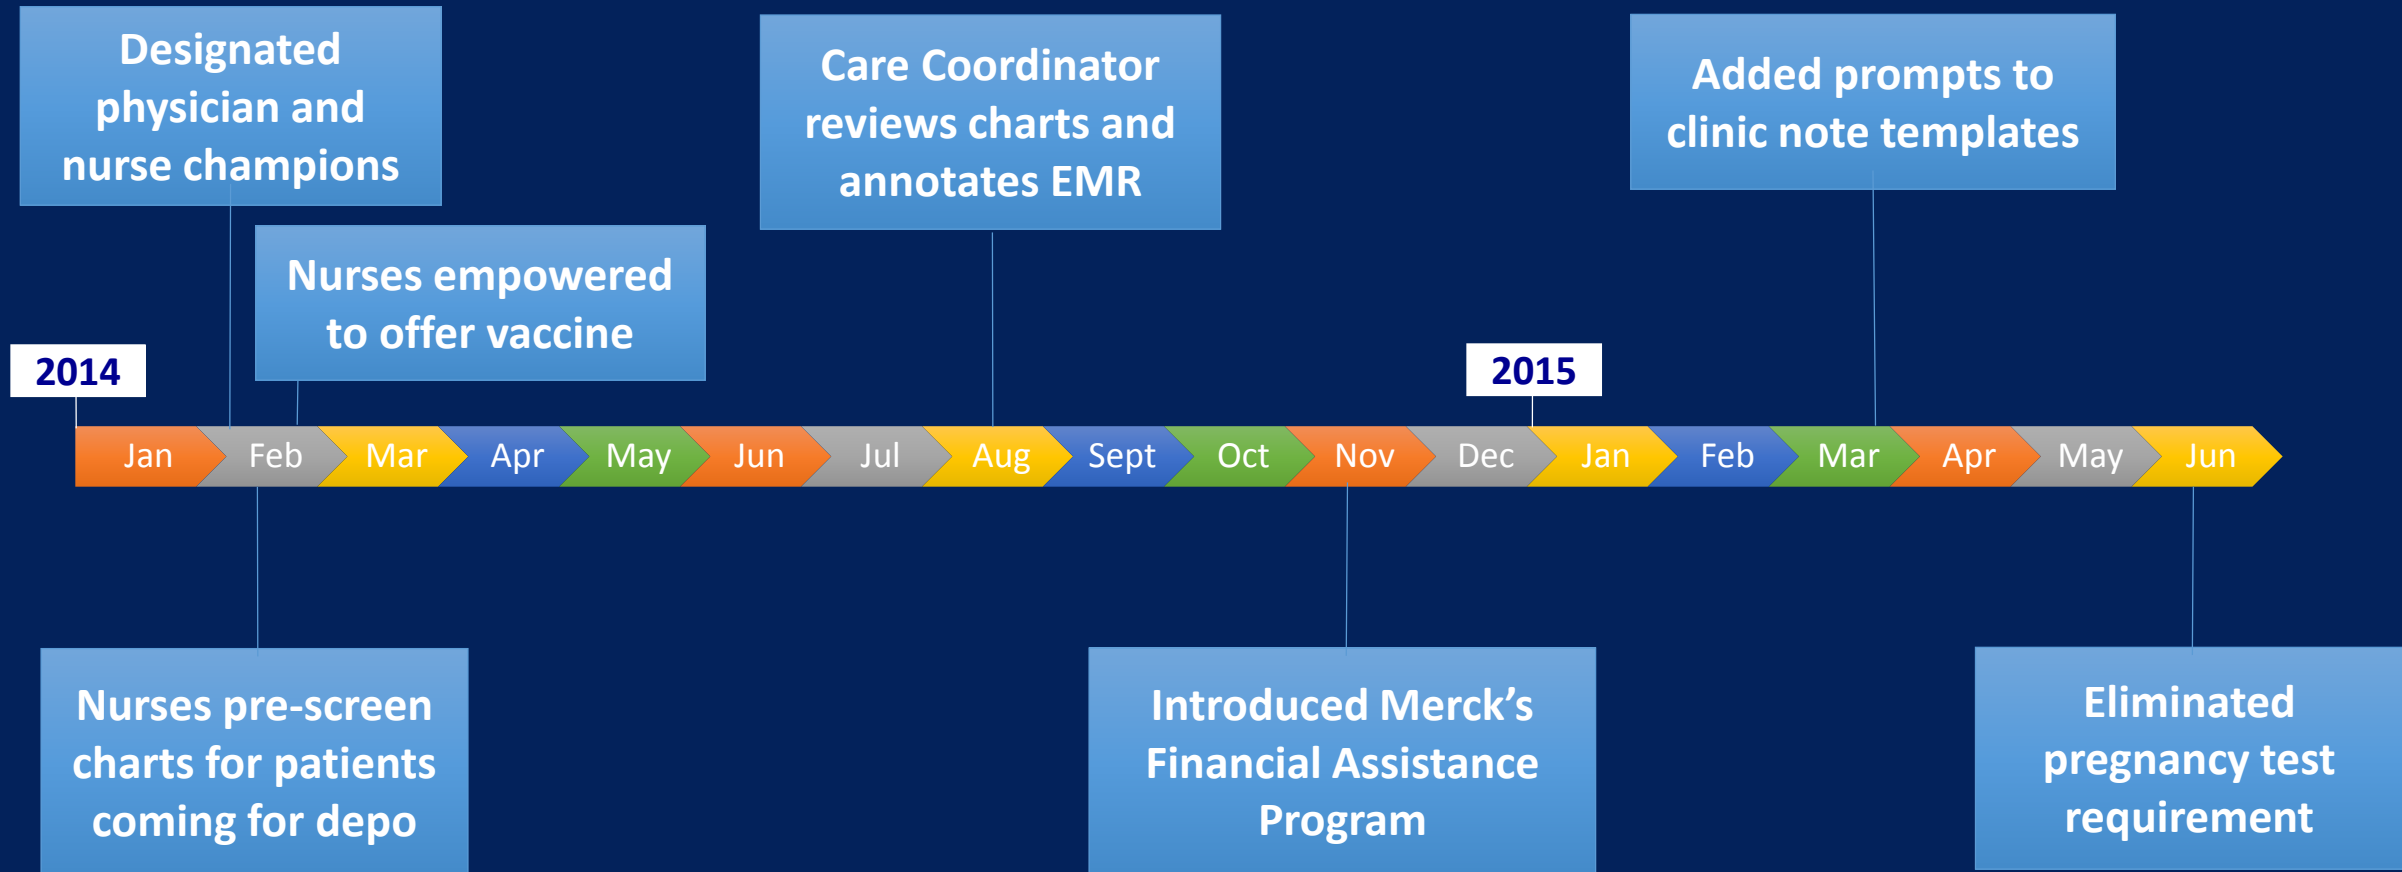 Designated
physician and
nurse champions
Care Coordinator
reviews charts and
annotates EMR
Added prompts to
clinic note templates
Nurses empowered
to offer vaccine
2014
2015
Jan
Feb
Mar
Apr
May
Jun
Jul
Aug
Sept
Oct
Nov
Dec
Jan
Feb
Mar
Apr
May
Jun
Nurses pre-screen
charts for patients
coming for depo
Introduced Merck’s
Financial Assistance
Program
Eliminated
pregnancy test
requirement